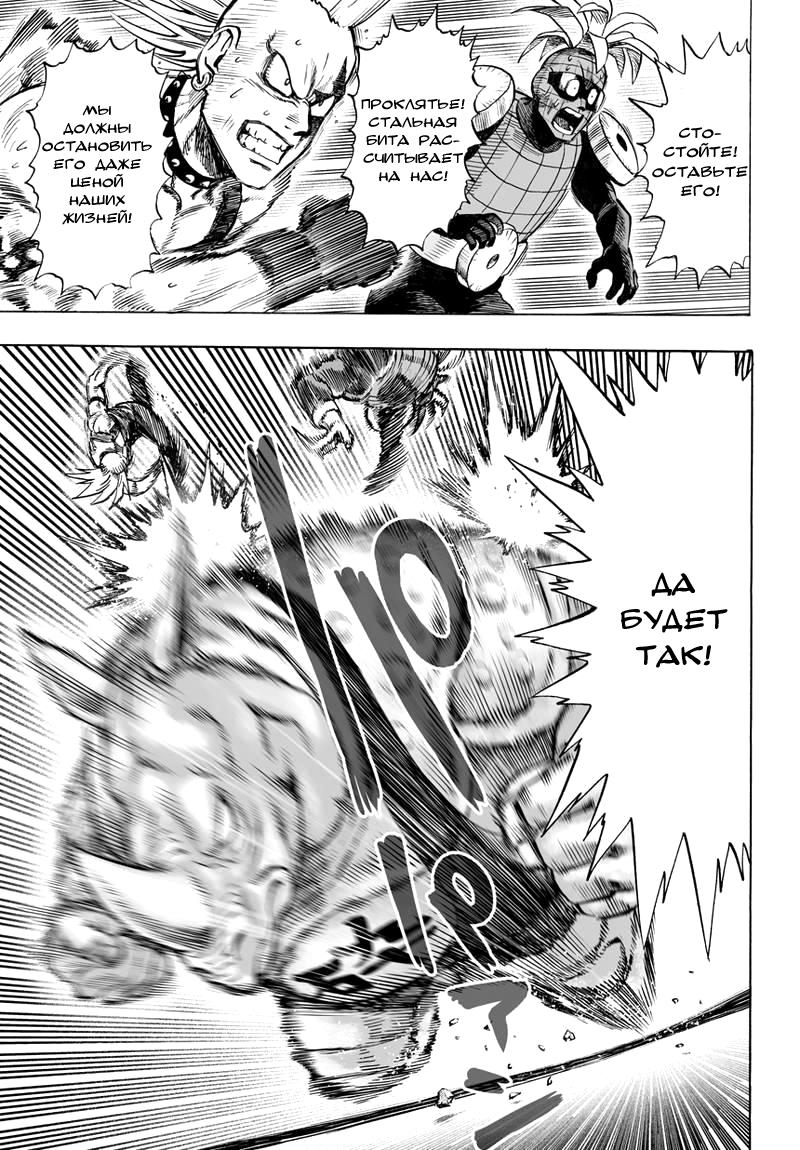 СТО-
СТОЙТЕ!
ОСТАВЬТЕ
ЕГО!
ПРОКЛЯТЬЕ!
СТАЛЬНАЯ
БИТА РАС-
СЧИТЫВАЕТ
НА НАС!
МЫ
ДОЛЖНЫ
ОСТАНОВИТЬ
ЕГО ДАЖЕ
ЦЕНОЙ
НАШИХ
ЖИЗНЕЙ!
ДА
БУДЕТ
ТАК!